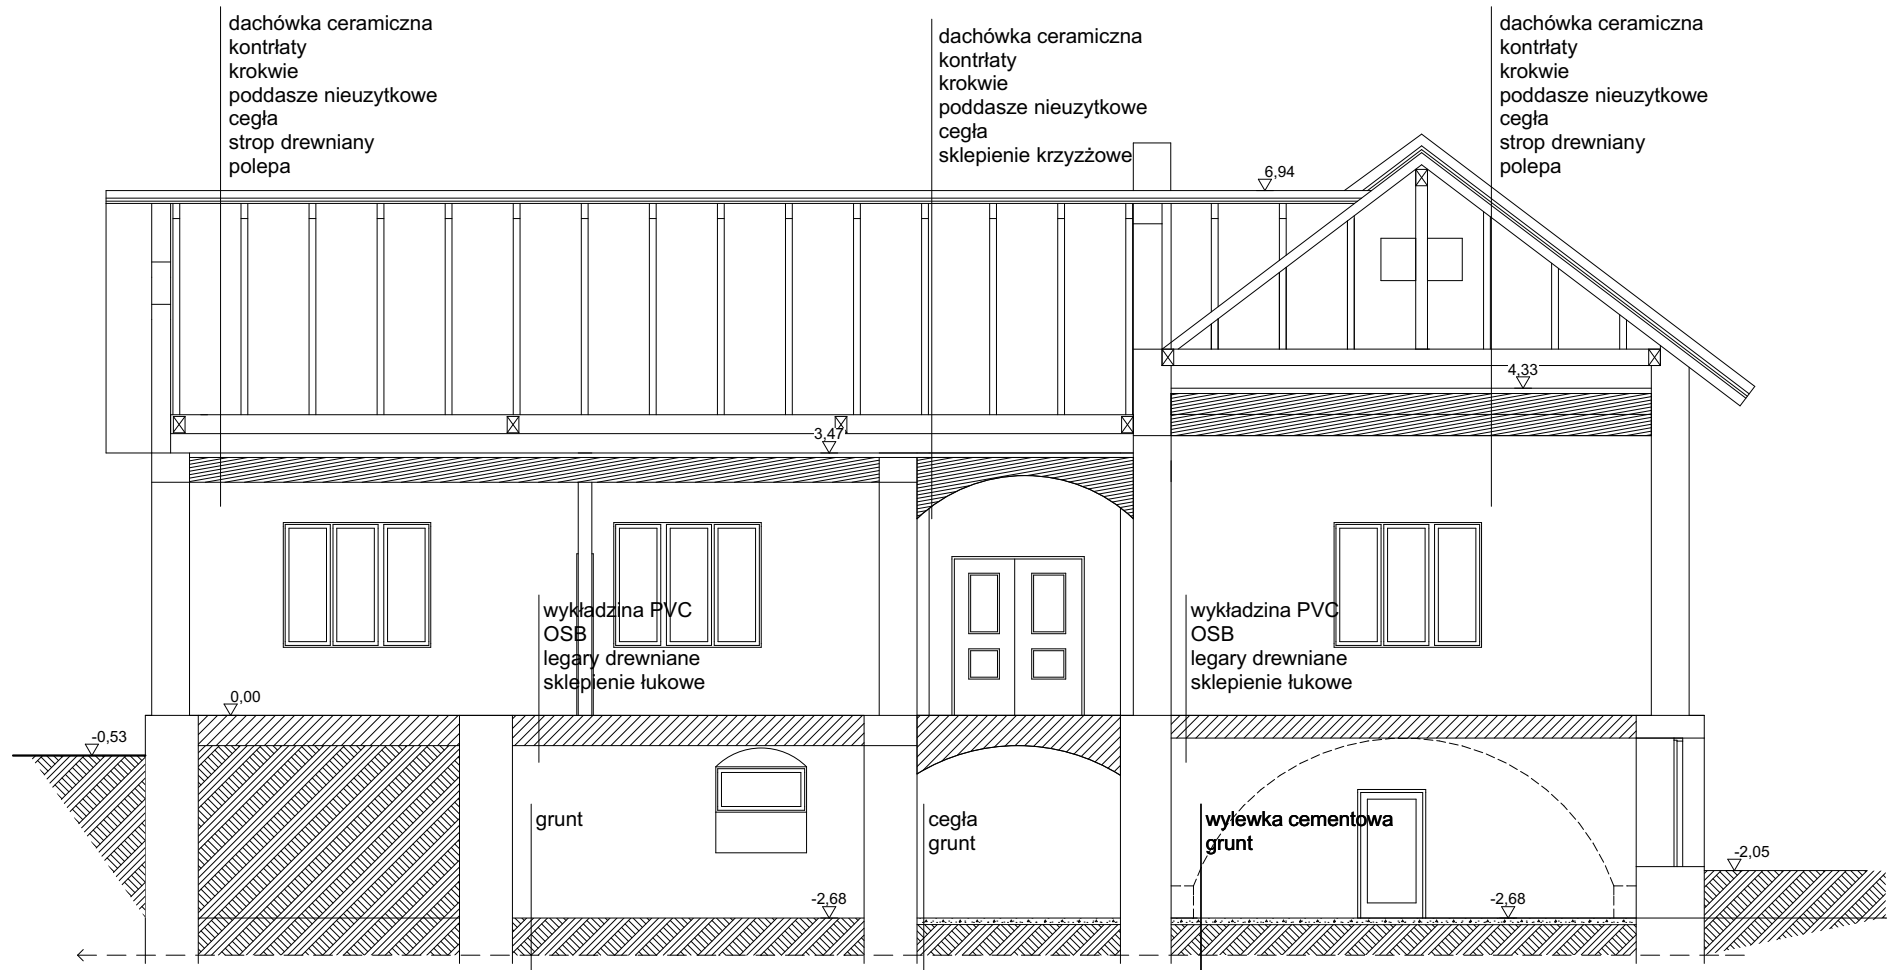 dachówka ceramiczna
kontrłaty
krokwie
poddasze nieuzytkowe
cegła
strop drewniany
polepa
dachówka ceramiczna
kontrłaty
krokwie
poddasze nieuzytkowe
cegła
sklepienie krzyzżowe
dachówka ceramiczna
kontrłaty
krokwie
poddasze nieuzytkowe
cegła
strop drewniany
polepa
6,94
4,33
3,47
wykładzina PVC
OSB
legary drewniane
sklepienie łukowe
wykładzina PVC
OSB
legary drewniane
sklepienie łukowe
0,00
-0,53
grunt
cegła
grunt
wylewka cementowa
grunt
-2,05
-2,68
-2,68